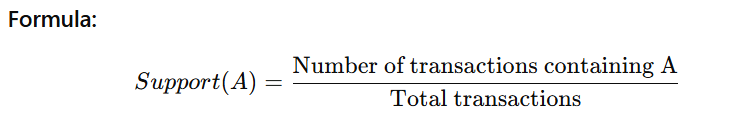 Formula:
Support(A) = Number of transactions containing A / Total transactions